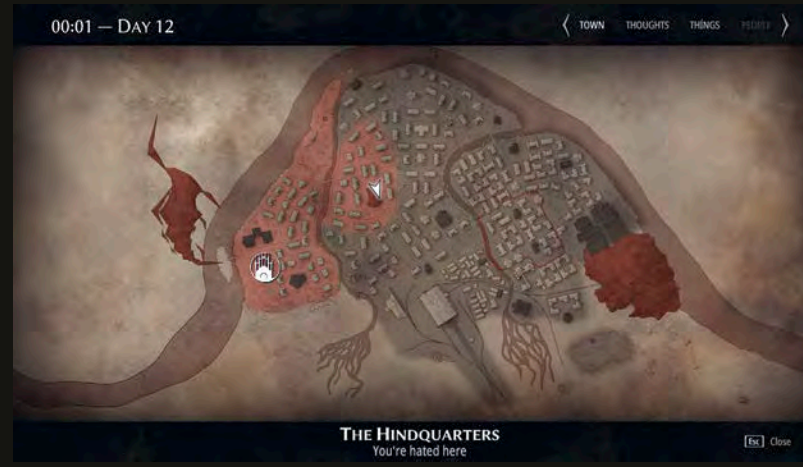 00:01 — DAY 12
TOWN THOUGHTS THINGS PEOPLE
THE HINDQUARTERS
You're hated here
Esc Close